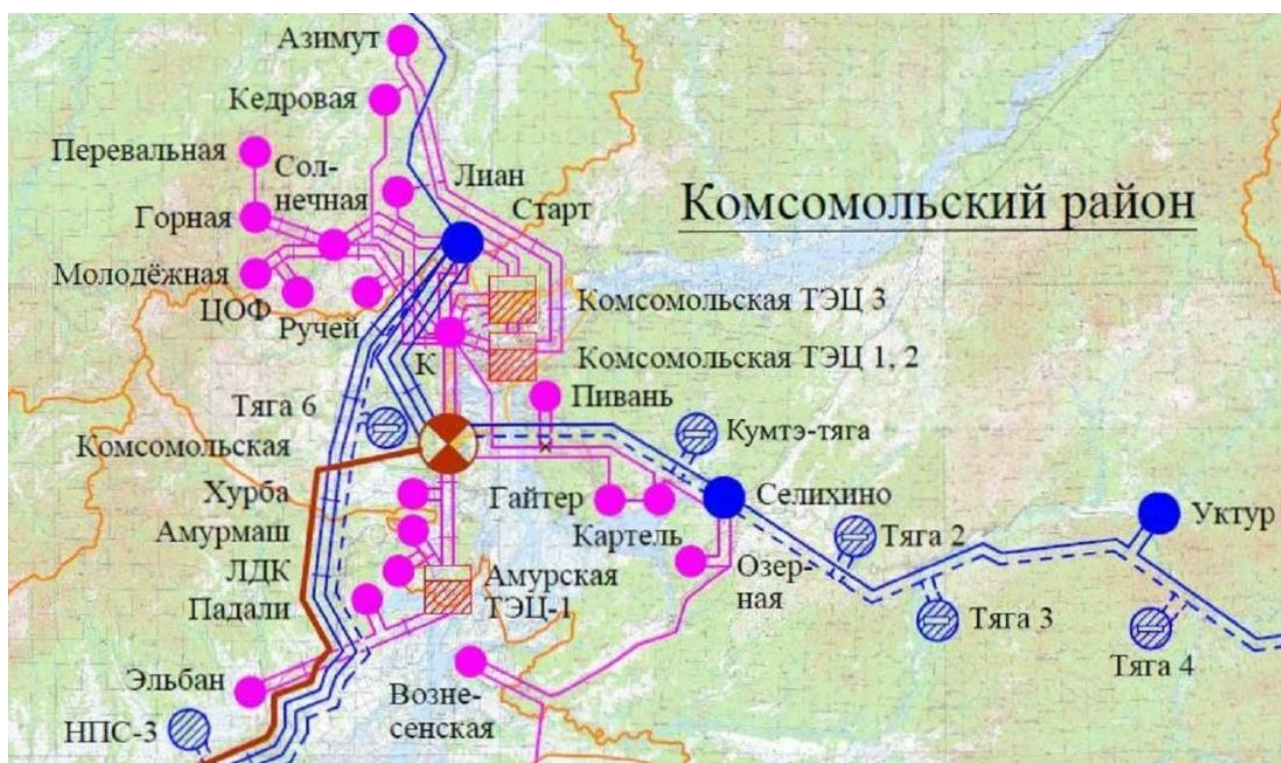 Азимут
Кедровая
Перевальная
Сол-
нечная
Лиан
Старт
Комсомольский район
Горная
Молодёжная
ЦОФ
Ручей
Комсомольская ТЭЦ 3
К
Комсомольская ТЭЦ 1, 2
Пивань
Тяга 6
Кумтэ-тяга
Комсомольская
Хурба
Гайтер
Селихино
Уктур
Амурмаш
Картель
Тяга 2
ЛДК
Амурская
ТЭЦ-1
Озер-
ная
Падали
Тяга 3
Тяга 4
Эльбан
Возне-
сенская
НПС-3